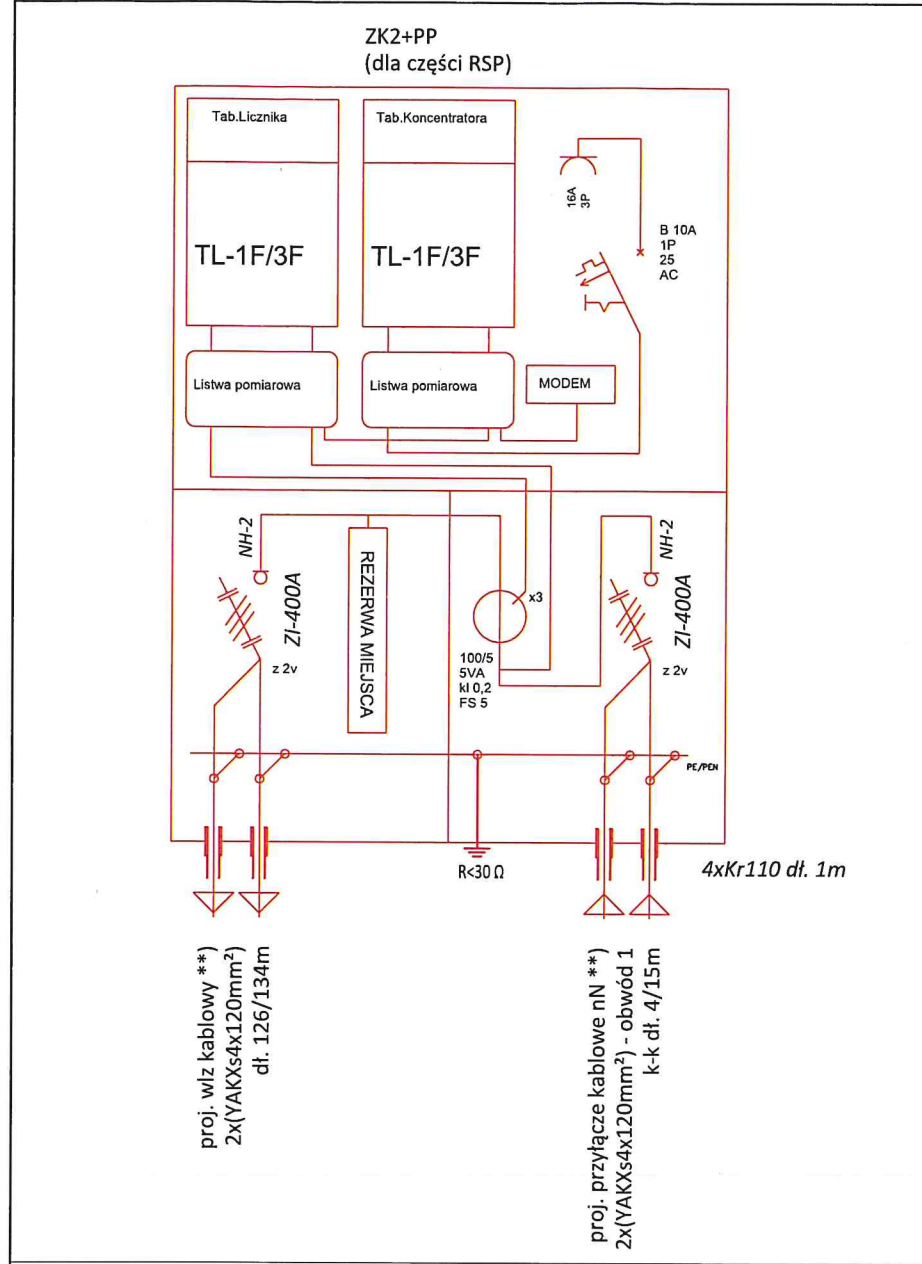 ZK2+PP
(dla części RSP)
Tab.Licznika
Tab.Koncentratora
TL-1F/3F
TL-1F/3F
16A
3P
B 10A
1P
25
AC
Listwa pomiarowa
Listwa pomiarowa
MODEM
NH-2
ZI-400A
z 2v
REZERWA MIEJSCA
x3
100/5
5VA
kl 0,2
FS 5
NH-2
ZI-400A
z 2v
PE/PEN
R<30 Ω
4xKr110 dł. 1m
proj. wlz kablowy **)
2x(YAKXs4x120mm²)
dł. 126/134m
proj. przyłącze kablowe nN **)
2x(YAKXs4x120mm²) - obwód 1
k-k dł. 4/15m